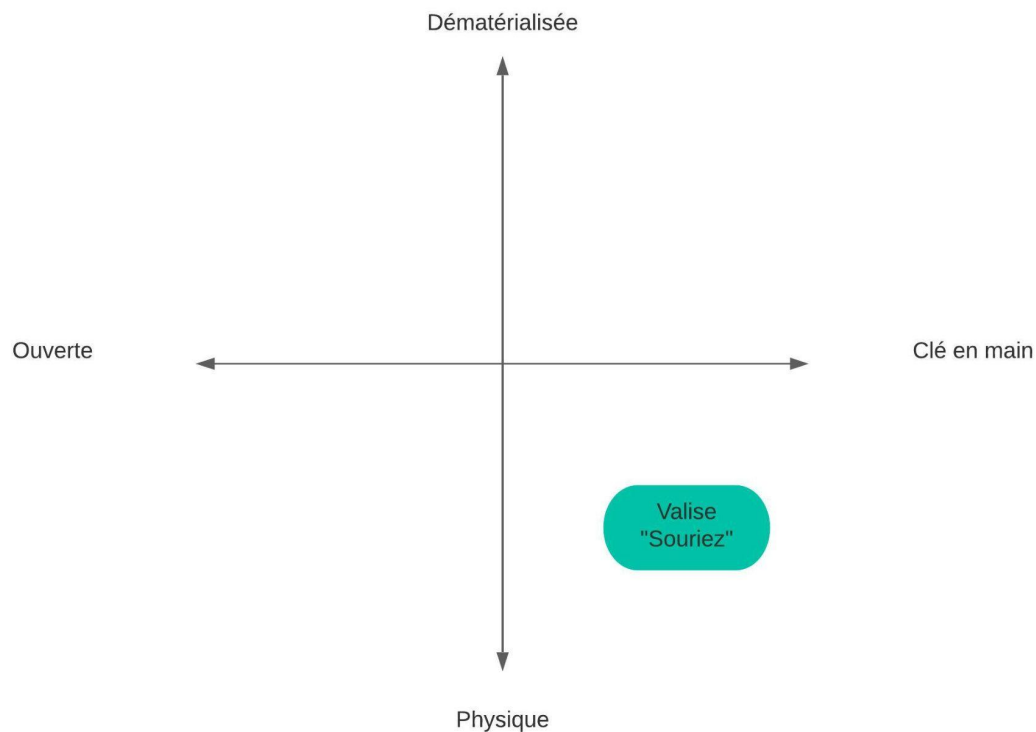 Dématérialisée
Ouverte
Clé en main
Valise
"Souriez"
Physique